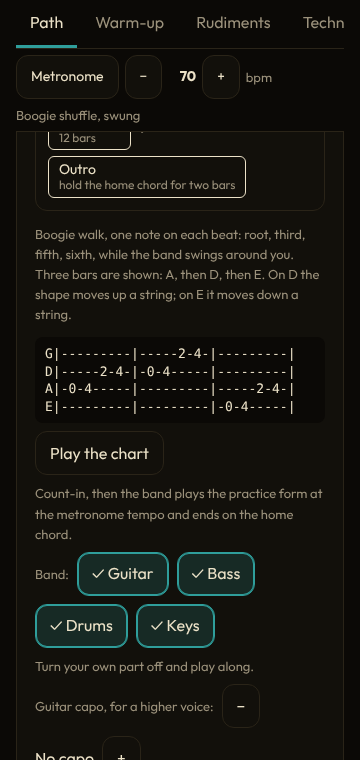 Path Warm-up Rudiments Techn
Metronome − 70 + bpm
Boogie shuffle, swung
12 bars
Outro
hold the home chord for two bars
Boogie walk, one note on each beat: root, third,
fifth, sixth, while the band swings around you.
Three bars are shown: A, then D, then E. On D the
shape moves up a string; on E it moves down a
string.
G|---------|-----2-4-|---------|
D|-----2-4-|-0-4-----|---------|
A|-0-4-----|---------|-----2-4-|
E|---------|---------|-0-4-----|
Play the chart
Count-in, then the band plays the practice form at
the metronome tempo and ends on the home
chord.
Band: ✓ Guitar ✓ Bass
✓ Drums ✓ Keys
Turn your own part off and play along.
Guitar capo, for a higher voice: −
No capo +